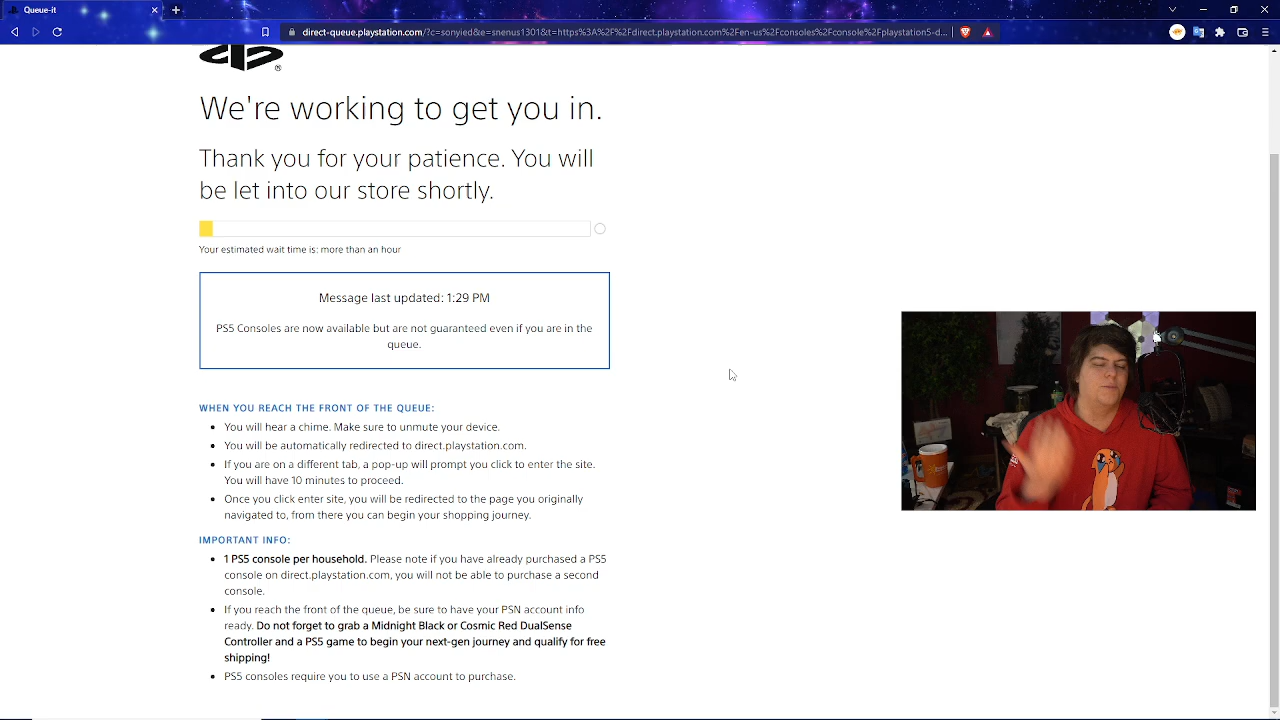 Queue-it
direct-queue.playstation.com/?c=sonyied&e=snenus1301&t=https%3A%2F%2Fdirect.playstation.com%2Fen-us%2Fconsoles%2Fconsole%2Fplaystation5-d...
®
We're working to get you in.
Thank you for your patience. You will
be let into our store shortly.
Your estimated wait time is: more than an hour
Message last updated: 1:29 PM
PS5 Consoles are now available but are not guaranteed even if you are in the
queue.
WHEN YOU REACH THE FRONT OF THE QUEUE:
• You will hear a chime. Make sure to unmute your device.
• You will be automatically redirected to direct.playstation.com.
• If you are on a different tab, a pop-up will prompt you click to enter the site.
You will have 10 minutes to proceed.
• Once you click enter site, you will be redirected to the page you originally
navigated to, from there you can begin your shopping journey.
IMPORTANT INFO:
• 1 PS5 console per household. Please note if you have already purchased a PS5
console on direct.playstation.com, you will not be able to purchase a second
console.
• If you reach the front of the queue, be sure to have your PSN account info
ready. Do not forget to grab a Midnight Black or Cosmic Red DualSense
Controller and a PS5 game to begin your next-gen journey and qualify for free
shipping!
• PS5 consoles require you to use a PSN account to purchase.